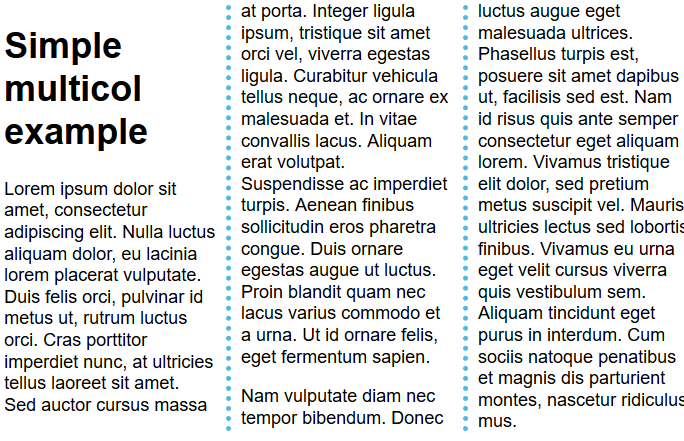 Simple
multicol
example
Lorem ipsum dolor sit
amet, consectetur
adipiscing elit. Nulla luctus
aliquam dolor, eu lacinia
lorem placerat vulputate.
Duis felis orci, pulvinar id
metus ut, rutrum luctus
orci. Cras porttitor
imperdiet nunc, at ultricies
tellus laoreet sit amet.
Sed auctor cursus massa
at porta. Integer ligula
ipsum, tristique sit amet
orci vel, viverra egestas
ligula. Curabitur vehicula
tellus neque, ac ornare ex
malesuada et. In vitae
convallis lacus. Aliquam
erat volutpat.
Suspendisse ac imperdiet
turpis. Aenean finibus
sollicitudin eros pharetra
congue. Duis ornare
egestas augue ut luctus.
Proin blandit quam nec
lacus varius commodo et
a urna. Ut id ornare felis,
eget fermentum sapien.
Nam vulputate diam nec
tempor bibendum. Donec
luctus augue eget
malesuada ultrices.
Phasellus turpis est,
posuere sit amet dapibus
ut, facilisis sed est. Nam
id risus quis ante semper
consectetur eget aliquam
lorem. Vivamus tristique
elit dolor, sed pretium
metus suscipit vel. Mauris
ultricies lectus sed lobortis
finibus. Vivamus eu urna
eget velit cursus viverra
quis vestibulum sem.
Aliquam tincidunt eget
purus in interdum. Cum
sociis natoque penatibus
et magnis dis parturient
montes, nascetur ridiculus
mus.